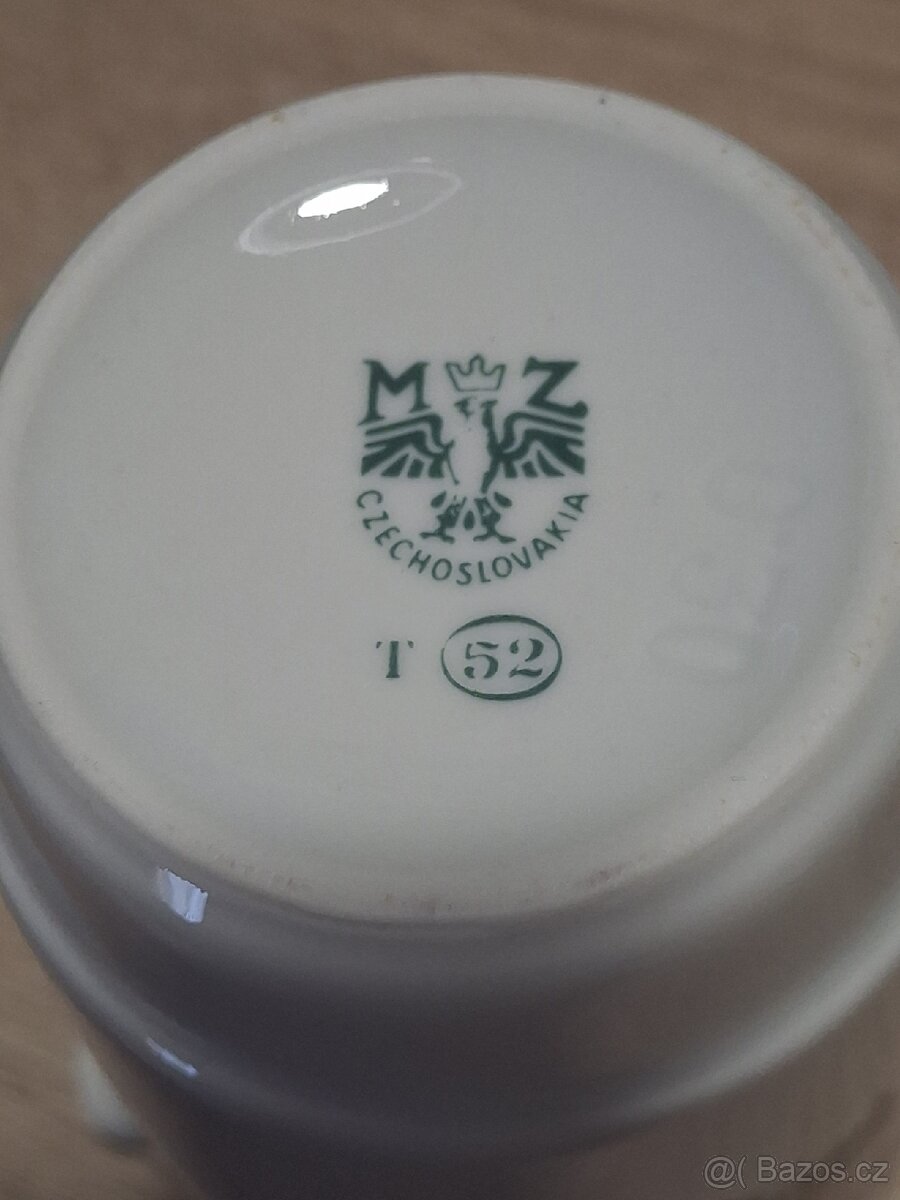 M Z
CZECHOSLOVAKIA
T 52
@( Bazos.cz